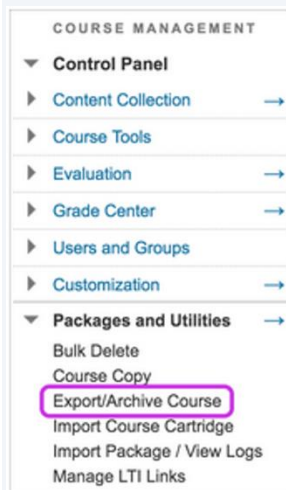 COURSE MANAGEMENT
Control Panel
Content Collection
Course Tools
Evaluation
Grade Center
Users and Groups
Customization
Packages and Utilities
Bulk Delete
Course Copy
Export/Archive Course
Import Course Cartridge
Import Package / View Logs
Manage LTI Links